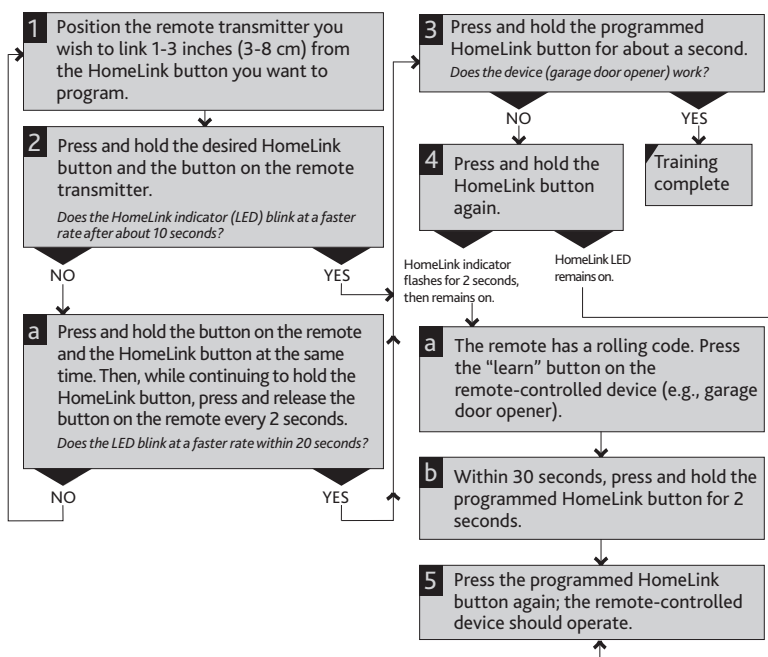 1 Position the remote transmitter you
wish to link 1-3 inches (3-8 cm) from
the HomeLink button you want to
program.
2 Press and hold the desired HomeLink
button and the button on the remote
transmitter.
Does the HomeLink indicator (LED) blink at a faster
rate after about 10 seconds?
NO
YES
a Press and hold the button on the remote
and the HomeLink button at the same
time. Then, while continuing to hold the
HomeLink button, press and release the
button on the remote every 2 seconds.
Does the LED blink at a faster rate within 20 seconds?
NO
YES
3 Press and hold the programmed
HomeLink button for about a second.
Does the device (garage door opener) work?
NO
YES
4 Press and hold the
HomeLink button
again.
Training
complete
HomeLink indicator
flashes for 2 seconds,
then remains on.
HomeLink LED
remains on.
a The remote has a rolling code. Press
the “learn” button on the
remote-controlled device (e.g., garage
door opener).
b Within 30 seconds, press and hold the
programmed HomeLink button for 2
seconds.
5 Press the programmed HomeLink
button again; the remote-controlled
device should operate.